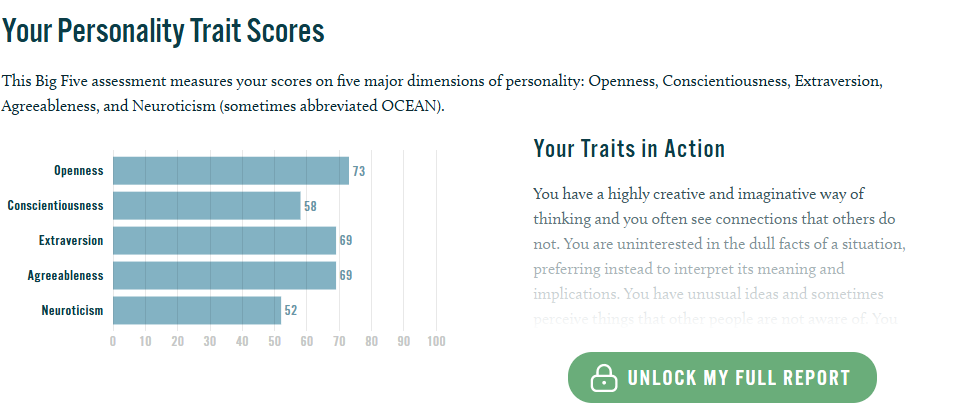 Your Personality Trait Scores
This Big Five assessment measures your scores on five major dimensions of personality: Openness, Conscientiousness, Extraversion,
Agreeableness, and Neuroticism (sometimes abbreviated OCEAN).
Openness 73
Conscientiousness 58
Extraversion 69
Agreeableness 69
Neuroticism 52
0 10 20 30 40 50 60 70 80 90 100
Your Traits in Action
You have a highly creative and imaginative way of
thinking and you often see connections that others do
not. You are uninterested in the dull facts of a situation,
preferring instead to interpret its meaning and
implications. You have unusual ideas and sometimes
perceive things that other people are not aware of. You
UNLOCK MY FULL REPORT